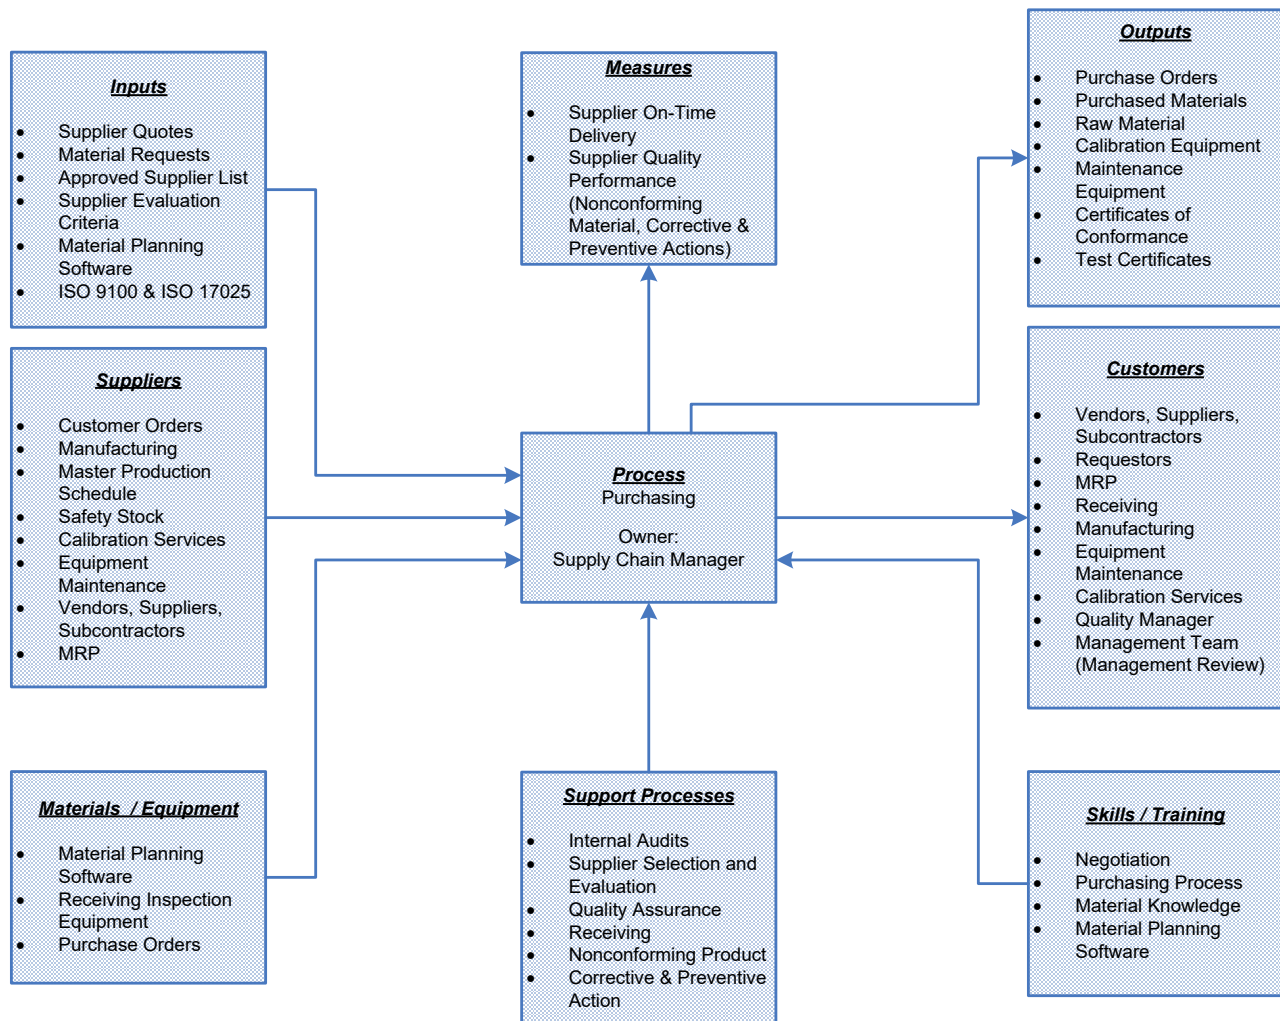 Inputs
• Supplier Quotes
• Material Requests
• Approved Supplier List
• Supplier Evaluation
Criteria
• Material Planning
Software
• ISO 9100 & ISO 17025
Measures
• Supplier On-Time
Delivery
• Supplier Quality
Performance
(Nonconforming
Material, Corrective &
Preventive Actions)
Outputs
• Purchase Orders
• Purchased Materials
• Raw Material
• Calibration Equipment
• Maintenance
Equipment
• Certificates of
Conformance
• Test Certificates
Suppliers
• Customer Orders
• Manufacturing
• Master Production
Schedule
• Safety Stock
• Calibration Services
• Equipment
Maintenance
• Vendors, Suppliers,
Subcontractors
• MRP
Process
Purchasing
Owner:
Supply Chain Manager
Customers
• Vendors, Suppliers,
Subcontractors
• Requestors
• MRP
• Receiving
• Manufacturing
• Equipment
Maintenance
• Calibration Services
• Quality Manager
• Management Team
(Management Review)
Materials / Equipment
• Material Planning
Software
• Receiving Inspection
Equipment
• Purchase Orders
Support Processes
• Internal Audits
• Supplier Selection and
Evaluation
• Quality Assurance
• Receiving
• Nonconforming Product
• Corrective & Preventive
Action
Skills / Training
• Negotiation
• Purchasing Process
• Material Knowledge
• Material Planning
Software